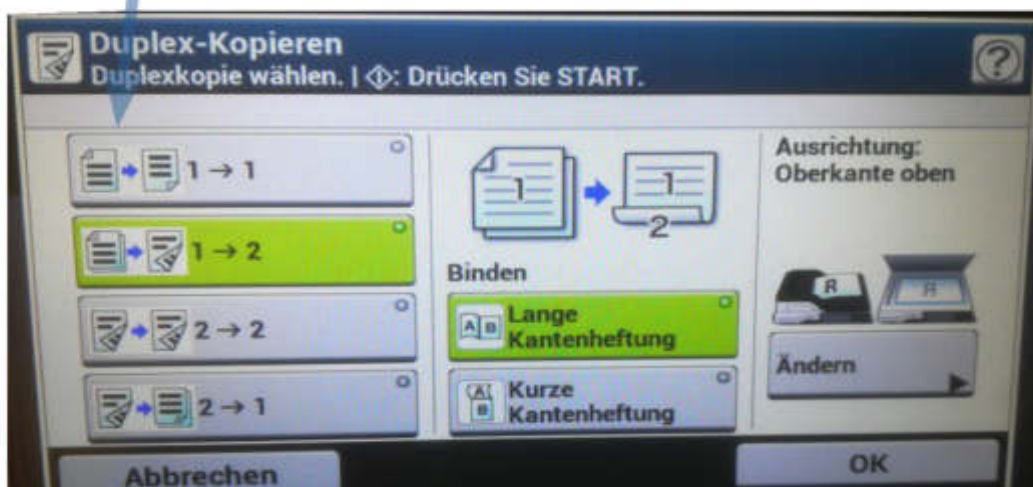 Duplex-Kopieren
Duplexkopie wählen. | : Drücken Sie START.
?
1 → 1
1 → 2
2 → 2
2 → 1
1
1
2
Binden
A B Lange
Kantenheftung
A
B
Kurze
Kantenheftung
Ausrichtung:
Oberkante oben
Ändern
Abbrechen
OK